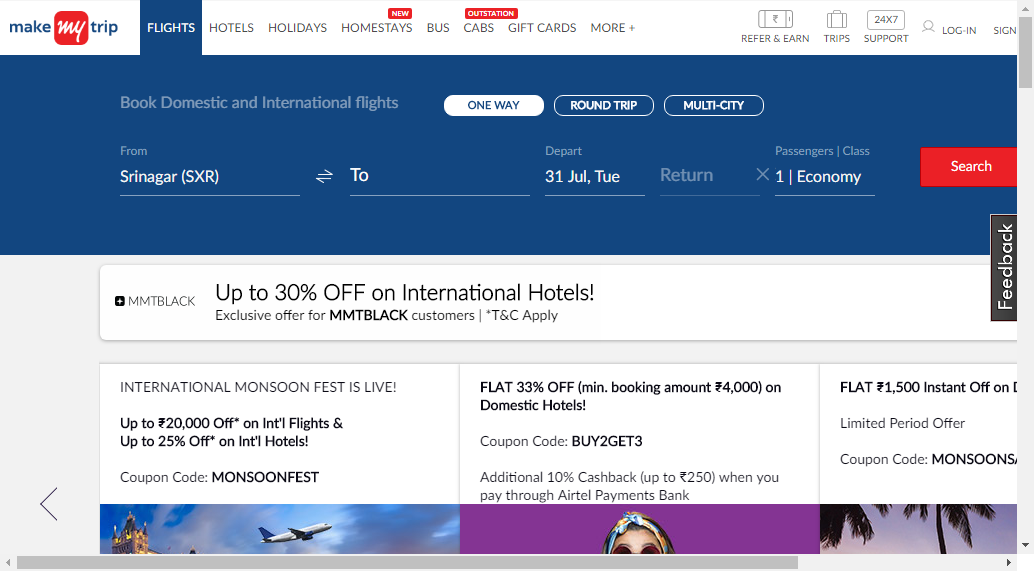 make my trip
FLIGHTS HOTELS HOLIDAYS HOMESTAYS NEW BUS CABS OUTSTATION GIFT CARDS MORE +
REFER & EARN TRIPS 24X7 SUPPORT LOG-IN SIGN
Book Domestic and International flights
ONE WAY ROUND TRIP MULTI-CITY
From Depart Passengers | Class
Srinagar (SXR) To 31 Jul, Tue Return 1 | Economy
Search
Feedback
MMTBLACK
Up to 30% OFF on International Hotels!
Exclusive offer for MMTBLACK customers | *T&C Apply
INTERNATIONAL MONSOON FEST IS LIVE!
Up to ₹20,000 Off* on Int'l Flights &
Up to 25% Off* on Int'l Hotels!
Coupon Code: MONSOONFEST
FLAT 33% OFF (min. booking amount ₹4,000) on
Domestic Hotels!
Coupon Code: BUY2GET3
Additional 10% Cashback (up to ₹250) when you
pay through Airtel Payments Bank
FLAT ₹1,500 Instant Off on D
Limited Period Offer
Coupon Code: MONSOONSA